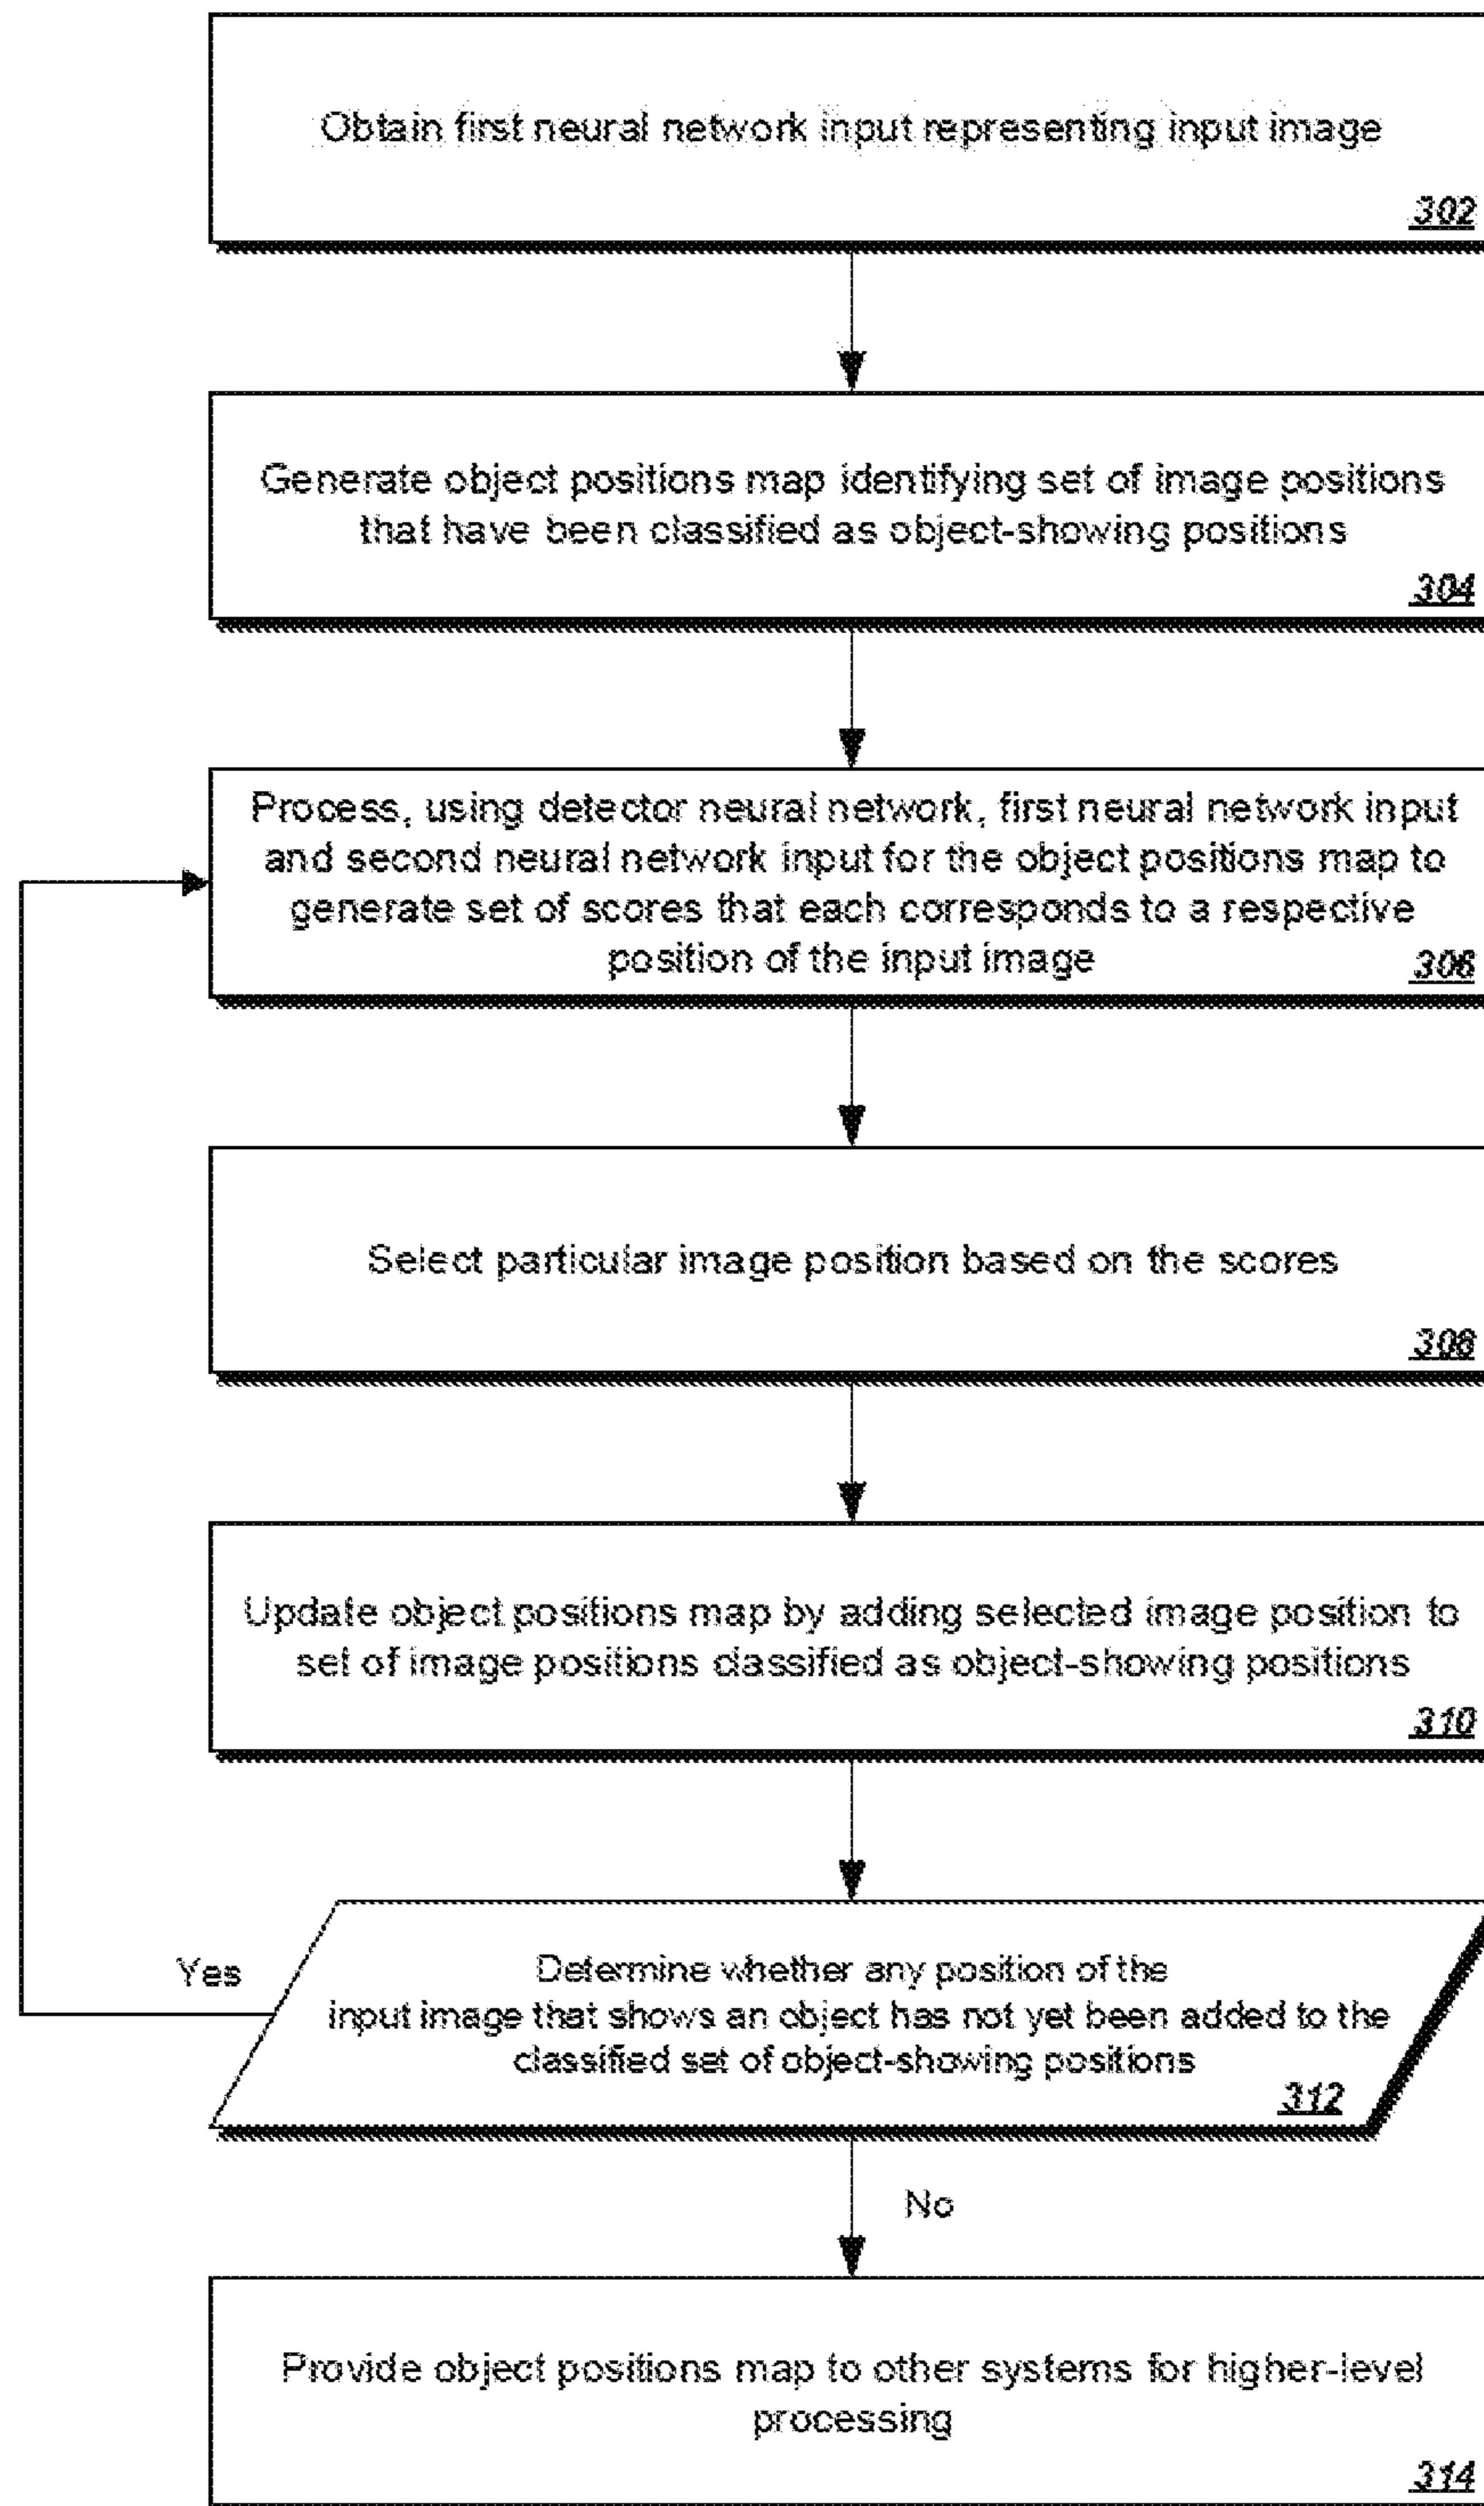 Obtain first neural network input representing input image
302
Generate object positions map identifying set of image positions
that have been classified as object-showing positions
304
Process, using detector neural network, first neural network input
and second neural network input for the object positions map to
generate set of scores that each corresponds to a respective
position of the input image
306
Select particular image position based on the scores
308
Update object positions map by adding selected image position to
set of image positions classified as object-showing positions
310
Yes
Determine whether any position of the
input image that shows an object has not yet been added to the
classified set of object-showing positions
312
No
Provide object positions map to other systems for higher-level
processing
314